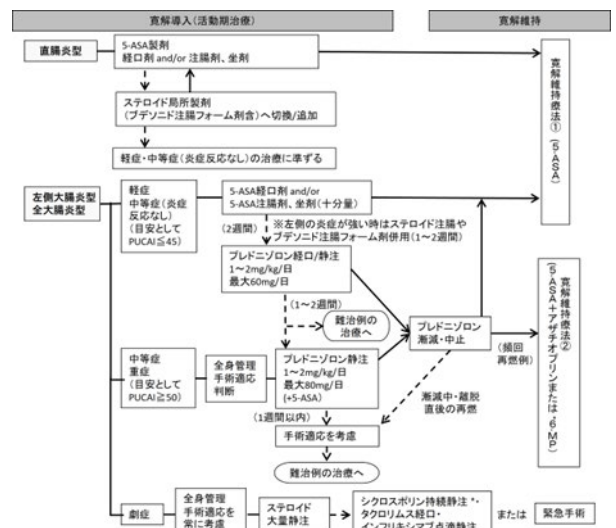 寛解導入（活動期治療）
寛解維持
直腸炎型
5-ASA製剤
経口剤 and/or 注腸剤、坐剤
ステロイド局所製剤
（ブデソニド注腸フォーム剤含）へ切換/追加
軽症・中等症（炎症反応なし）の治療に準ずる
寛解維持療法①（5-ASA）
左側大腸炎型
全大腸炎型
軽症
中等症（炎症
反応なし）
（目安として
PUCAI≦45）
5-ASA経口剤 and/or
5-ASA注腸剤、坐剤（十分量）
（2週間）
※左側の炎症が強い時はステロイド注腸や
ブデソニド注腸フォーム剤併用（1～2週間）
プレドニゾロン経口/静注
1～2mg/kg/日
最大60mg/日
（1～2週間）
難治例の
治療へ
プレドニゾロン
漸減・中止
（頻回
再燃例）
寛解維持療法②
（5-ASA＋アザチオプリンまたは、6-MP）
中等症
重症
（目安として
PUCAI≧50）
全身管理
手術適応
判断
プレドニゾロン静注
1～2mg/kg/日
最大80mg/日
(+5-ASA)
（1週間以内）
漸減中・離脱
直後の再燃
手術適応を考慮
難治例の治療へ
劇症
全身管理
手術適応を
常に考慮
ステロイド
大量静注
シクロスポリン持続静注 *・
タクロリムス経口・
インフリキシマブ点滴静注
または
緊急手術